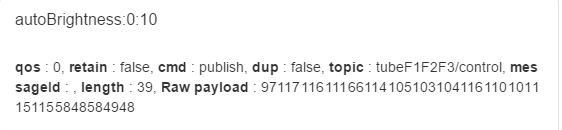 autoBrightness:0:10
qos : 0, retain : false, cmd : publish, dup : false, topic : tubeF1F2F3/control, mes
sageId : , length : 39, Raw payload : 97117116111661141051031041161101011
151155848584948